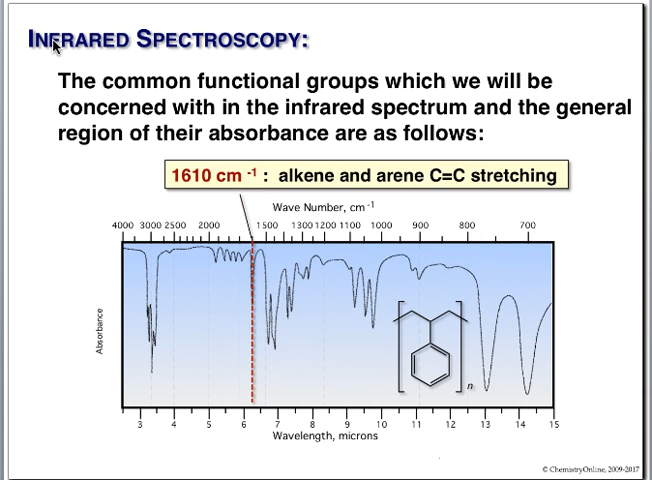 INFRARED SPECTROSCOPY:
The common functional groups which we will be
concerned with in the infrared spectrum and the general
region of their absorbance are as follows:
1610 cm -1 : alkene and arene C=C stretching
Wave Number, cm-1
4000 3000 2500 2000 1500 1300 1200 1100 1000 900 800 700
Absorbance
n
3 4 5 6 7 8 9 10 11 12 13 14 15
Wavelength, microns
© ChemistryOnline, 2009-2017